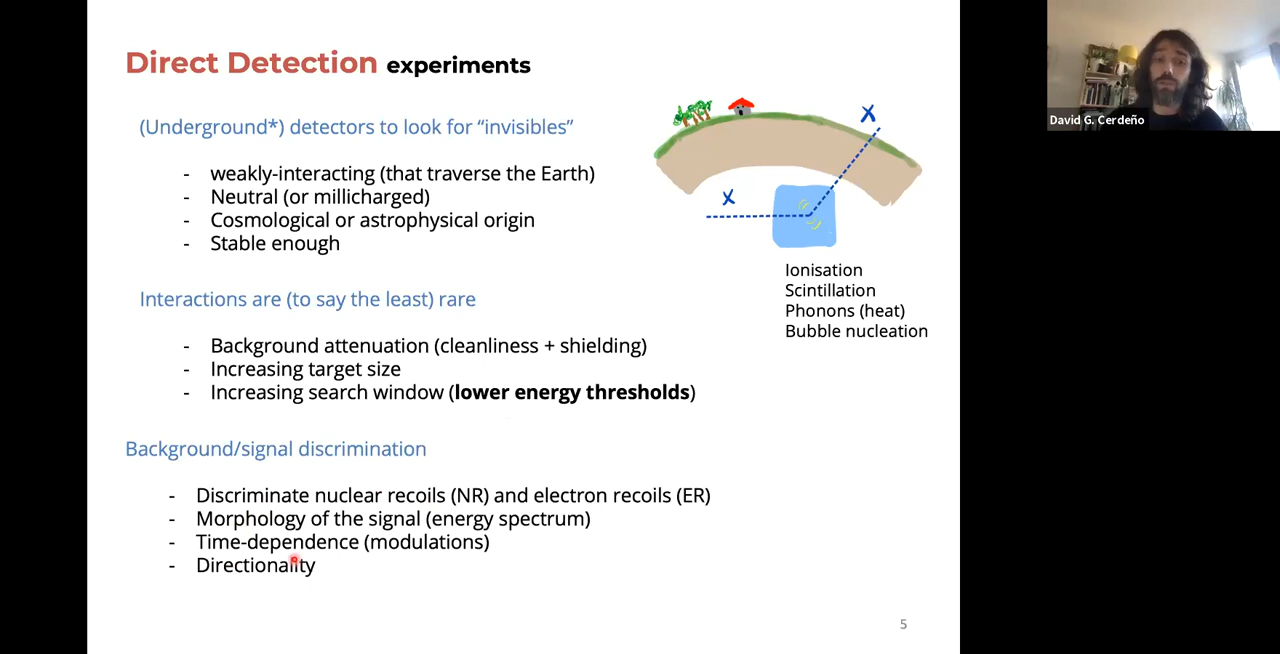 Direct Detection experiments
(Underground*) detectors to look for “invisibles”
- weakly-interacting (that traverse the Earth)
- Neutral (or millicharged)
- Cosmological or astrophysical origin
- Stable enough
Interactions are (to say the least) rare
- Background attenuation (cleanliness + shielding)
- Increasing target size
- Increasing search window (lower energy thresholds)
Background/signal discrimination
- Discriminate nuclear recoils (NR) and electron recoils (ER)
- Morphology of the signal (energy spectrum)
- Time-dependence (modulations)
- Directionality
X
X
Ionisation
Scintillation
Phonons (heat)
Bubble nucleation
5
David G. Cerdeño